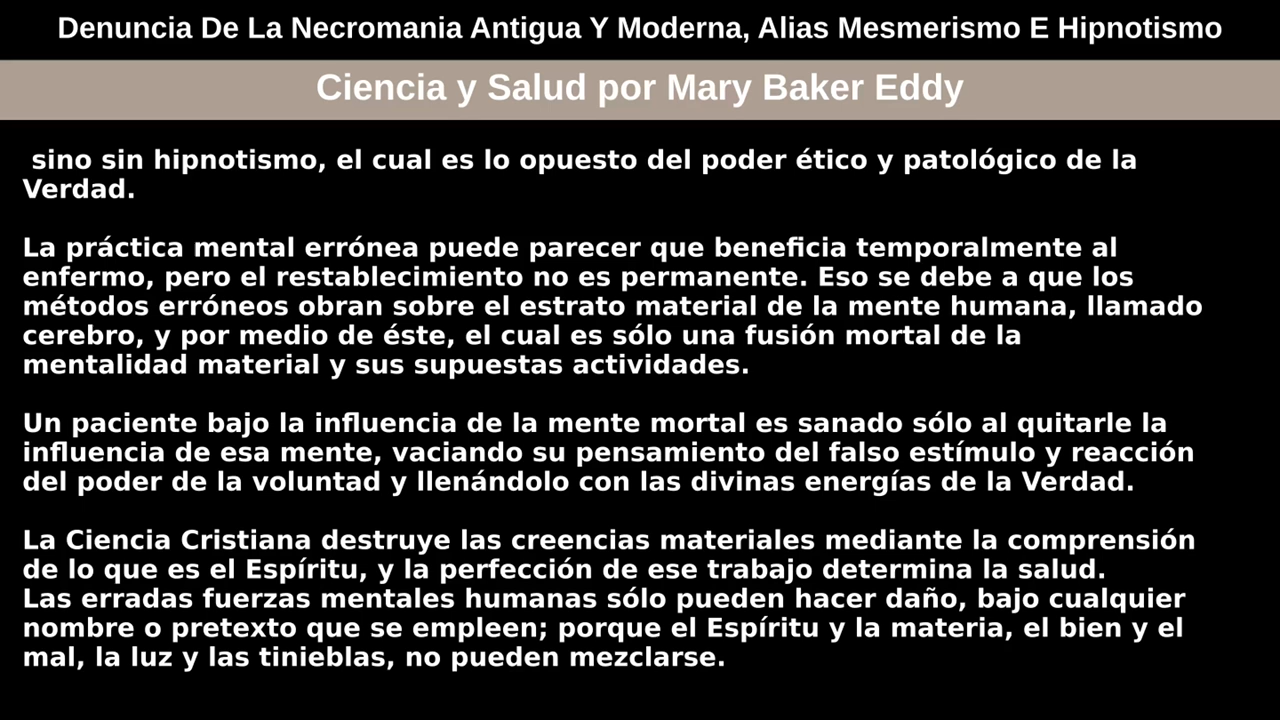 Denuncia De La Necromania Antigua Y Moderna, Alias Mesmerismo E Hipnotismo
Ciencia y Salud por Mary Baker Eddy
sino sin hipnotismo, el cual es lo opuesto del poder ético y patológico de la
Verdad.
La práctica mental errónea puede parecer que beneficia temporalmente al
enfermo, pero el restablecimiento no es permanente. Eso se debe a que los
métodos erróneos obran sobre el estrato material de la mente humana, llamado
cerebro, y por medio de éste, el cual es sólo una fusión mortal de la
mentalidad material y sus supuestas actividades.
Un paciente bajo la influencia de la mente mortal es sanado sólo al quitarle la
influencia de esa mente, vaciando su pensamiento del falso estímulo y reacción
del poder de la voluntad y llenándolo con las divinas energías de la Verdad.
La Ciencia Cristiana destruye las creencias materiales mediante la comprensión
de lo que es el Espíritu, y la perfección de ese trabajo determina la salud.
Las erradas fuerzas mentales humanas sólo pueden hacer daño, bajo cualquier
nombre o pretexto que se empleen; porque el Espíritu y la materia, el bien y el
mal, la luz y las tinieblas, no pueden mezclarse.